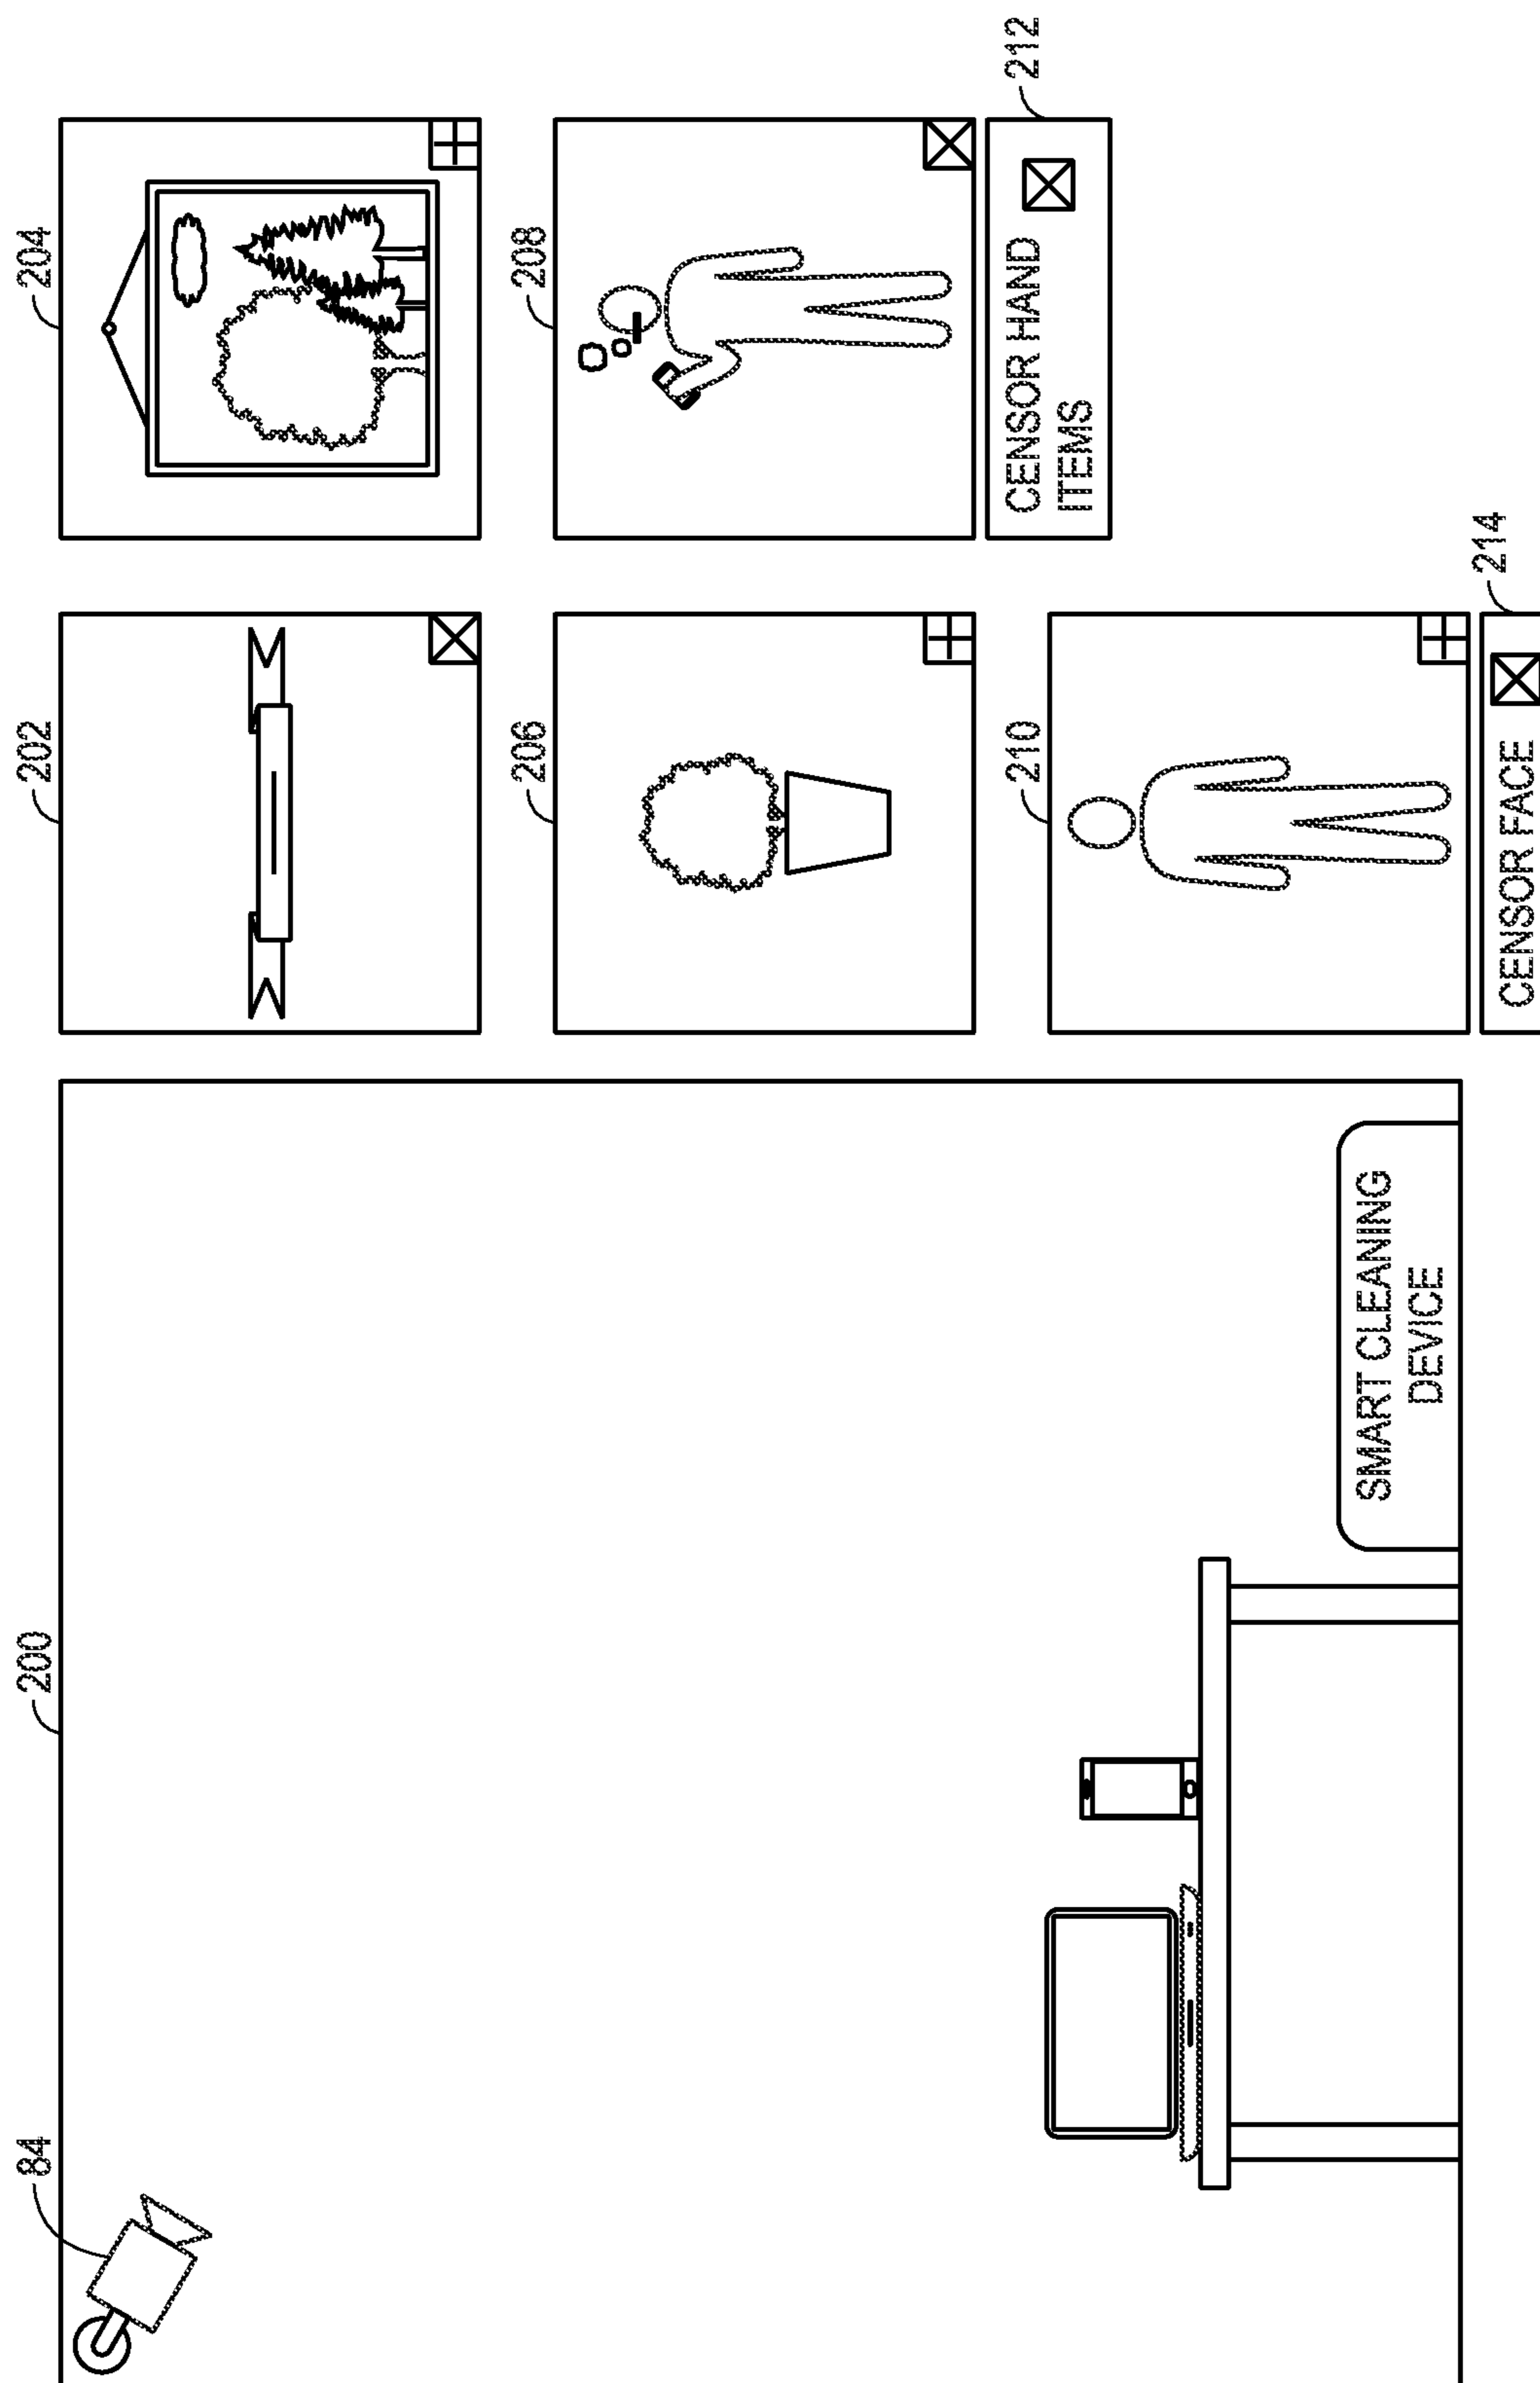 84
200
202
204
206
208
210
212
CENSOR HAND
ITEMS
214
CENSOR FACE
SMART CLEANING
DEVICE